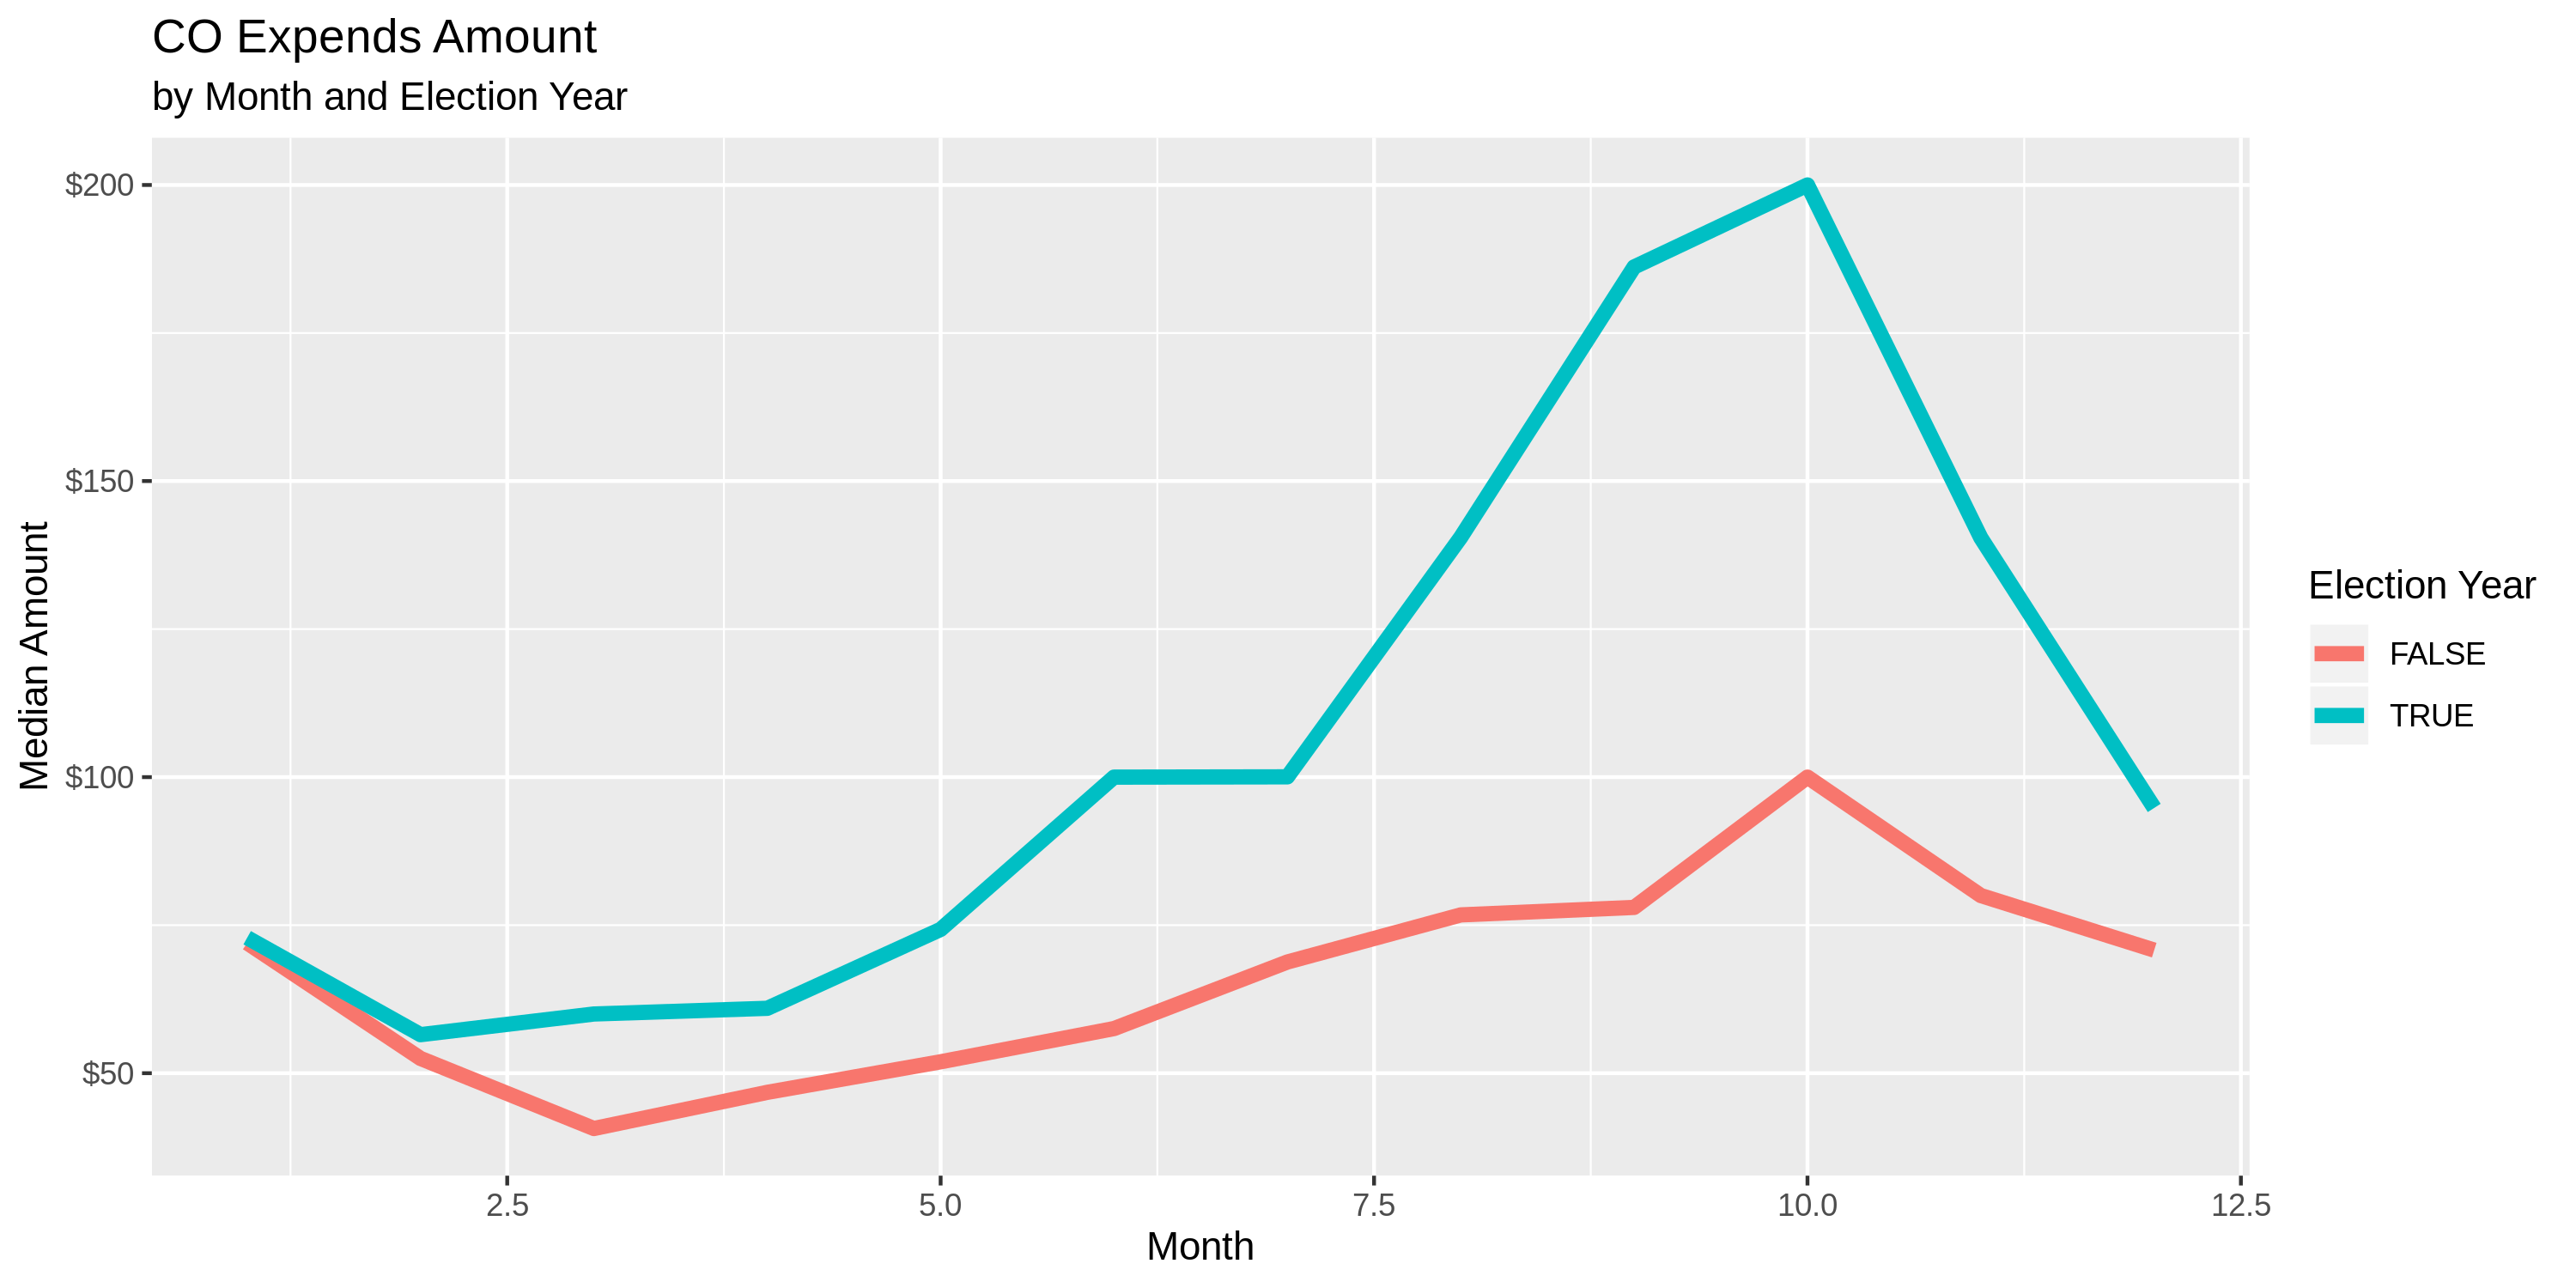 CO Expends Amount
by Month and Election Year
$200
$150
$100
$50
Median Amount
2.5
5.0
7.5
10.0
12.5
Month
Election Year
FALSE
TRUE